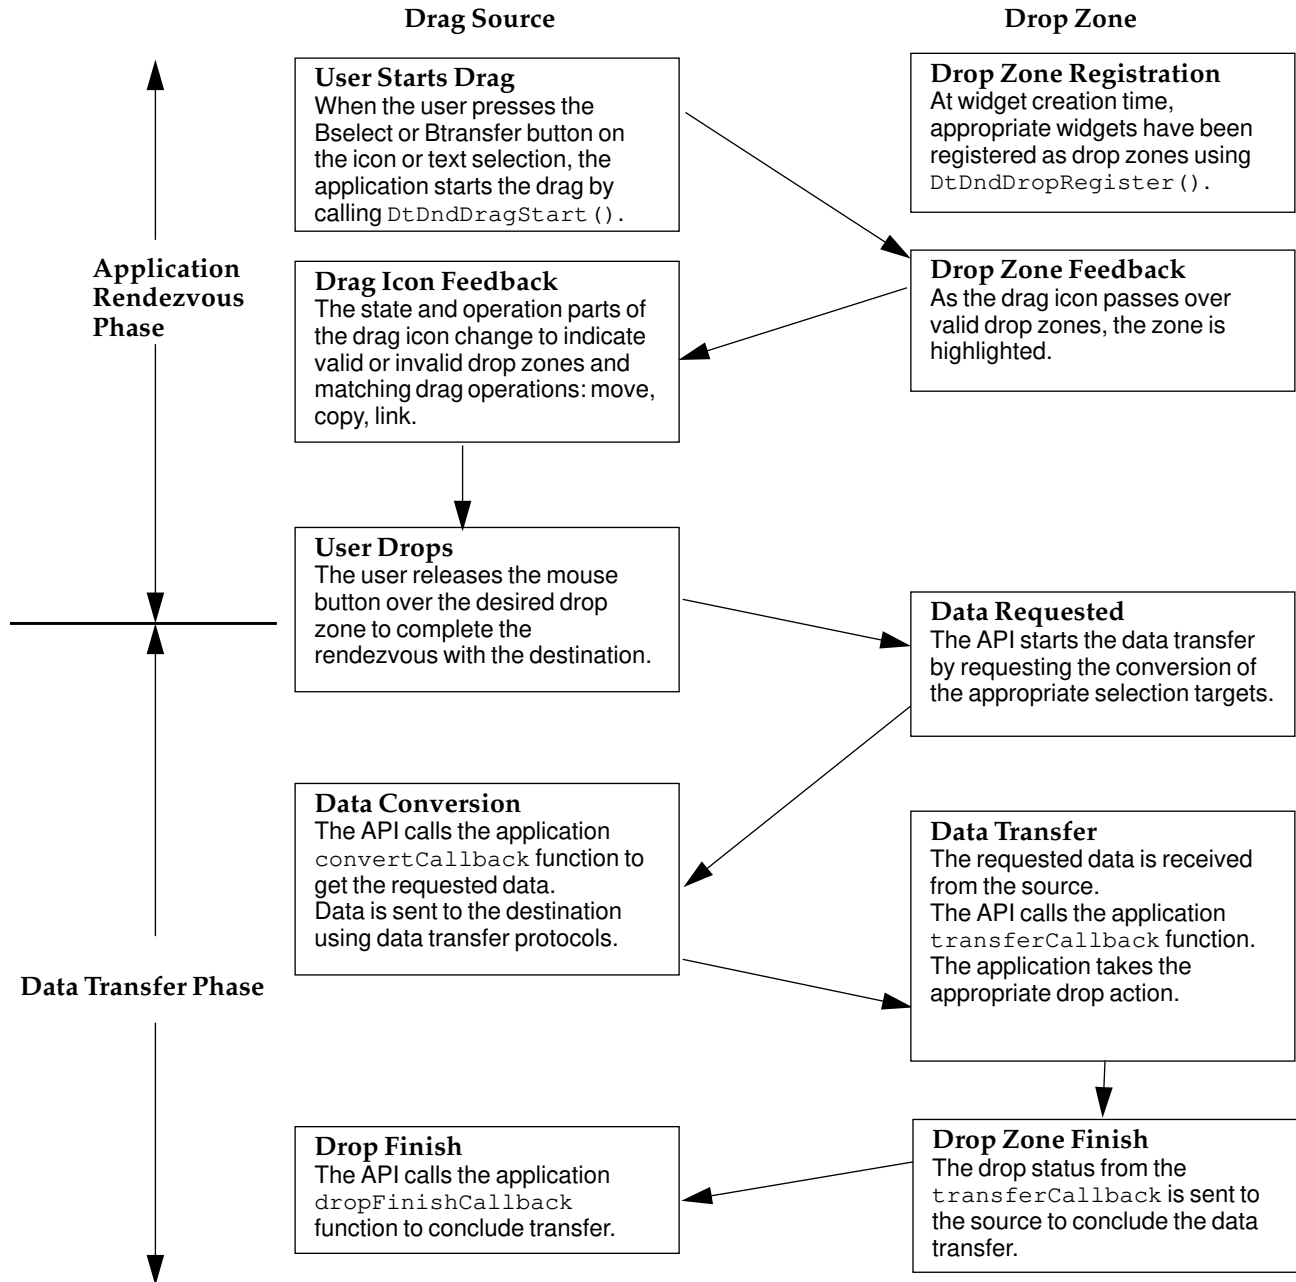 Drag Source
Drop Zone
User Starts Drag
When the user presses the
Bselect or Btransfer button on
the icon or text selection, the
application starts the drag by
calling DtDndDragStart().
Drop Zone Registration
At widget creation time,
appropriate widgets have been
registered as drop zones using
DtDndDropRegister().
Application
Rendezvous
Phase
Drag Icon Feedback
The state and operation parts of
the drag icon change to indicate
valid or invalid drop zones and
matching drag operations: move,
copy, link.
Drop Zone Feedback
As the drag icon passes over
valid drop zones, the zone is
highlighted.
User Drops
The user releases the mouse
button over the desired drop
zone to complete the
rendezvous with the destination.
Data Requested
The API starts the data transfer
by requesting the conversion of
the appropriate selection targets.
Data Transfer Phase
Data Conversion
The API calls the application
convertCallback function to
get the requested data.
Data is sent to the destination
using data transfer protocols.
Data Transfer
The requested data is received
from the source.
The API calls the application
transferCallback function.
The application takes the
appropriate drop action.
Drop Finish
The API calls the application
dropFinishCallback
function to conclude transfer.
Drop Zone Finish
The drop status from the
transferCallback is sent to
the source to conclude the data
transfer.